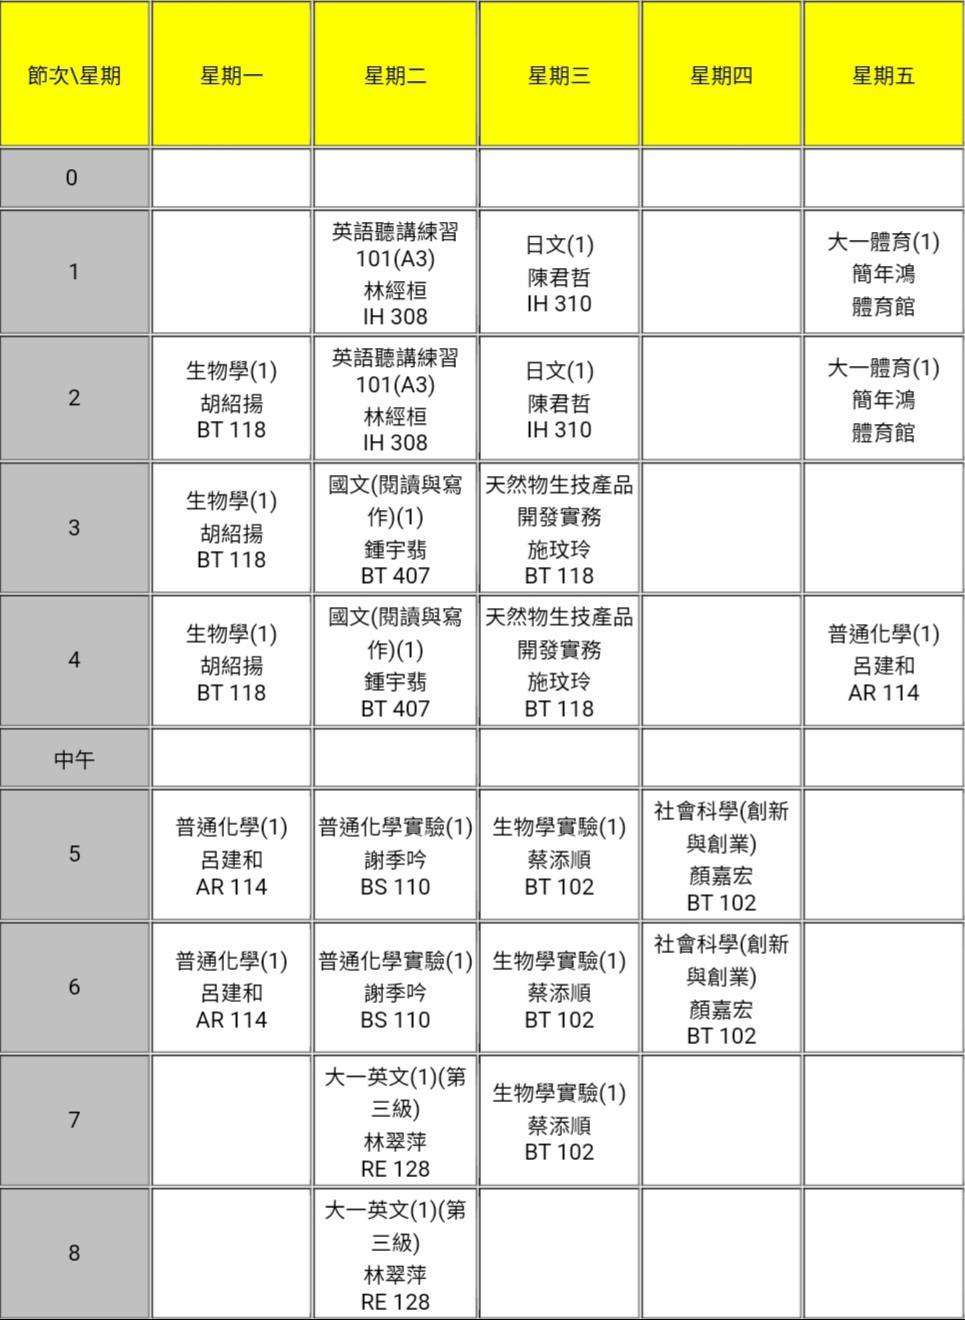 節次\星期
星期一
星期二
星期三
星期四
星期五
0
1
英語聽講練習
101(A3)
林經桓
IH 308
日文(1)
陳君哲
IH 310
大一體育(1)
簡年鴻
體育館
2
生物學(1)
胡紹揚
BT 118
英語聽講練習
101(A3)
林經桓
IH 308
日文(1)
陳君哲
IH 310
大一體育(1)
簡年鴻
體育館
3
生物學(1)
胡紹揚
BT 118
國文(閱讀與寫
作)(1)
鍾宇翡
BT 407
天然物生技產品
開發實務
施玟玲
BT 118
4
生物學(1)
胡紹揚
BT 118
國文(閱讀與寫
作)(1)
鍾宇翡
BT 407
天然物生技產品
開發實務
施玟玲
BT 118
普通化學(1)
呂建和
AR 114
中午
5
普通化學(1)
呂建和
AR 114
普通化學實驗(1)
謝季吟
BS 110
生物學實驗(1)
蔡添順
BT 102
社會科學(創新
與創業)
顏嘉宏
BT 102
6
普通化學(1)
呂建和
AR 114
普通化學實驗(1)
謝季吟
BS 110
生物學實驗(1)
蔡添順
BT 102
社會科學(創新
與創業)
顏嘉宏
BT 102
7
大一英文(1)(第
三級)
林翠萍
RE 128
生物學實驗(1)
蔡添順
BT 102
8
大一英文(1)(第
三級)
林翠萍
RE 128